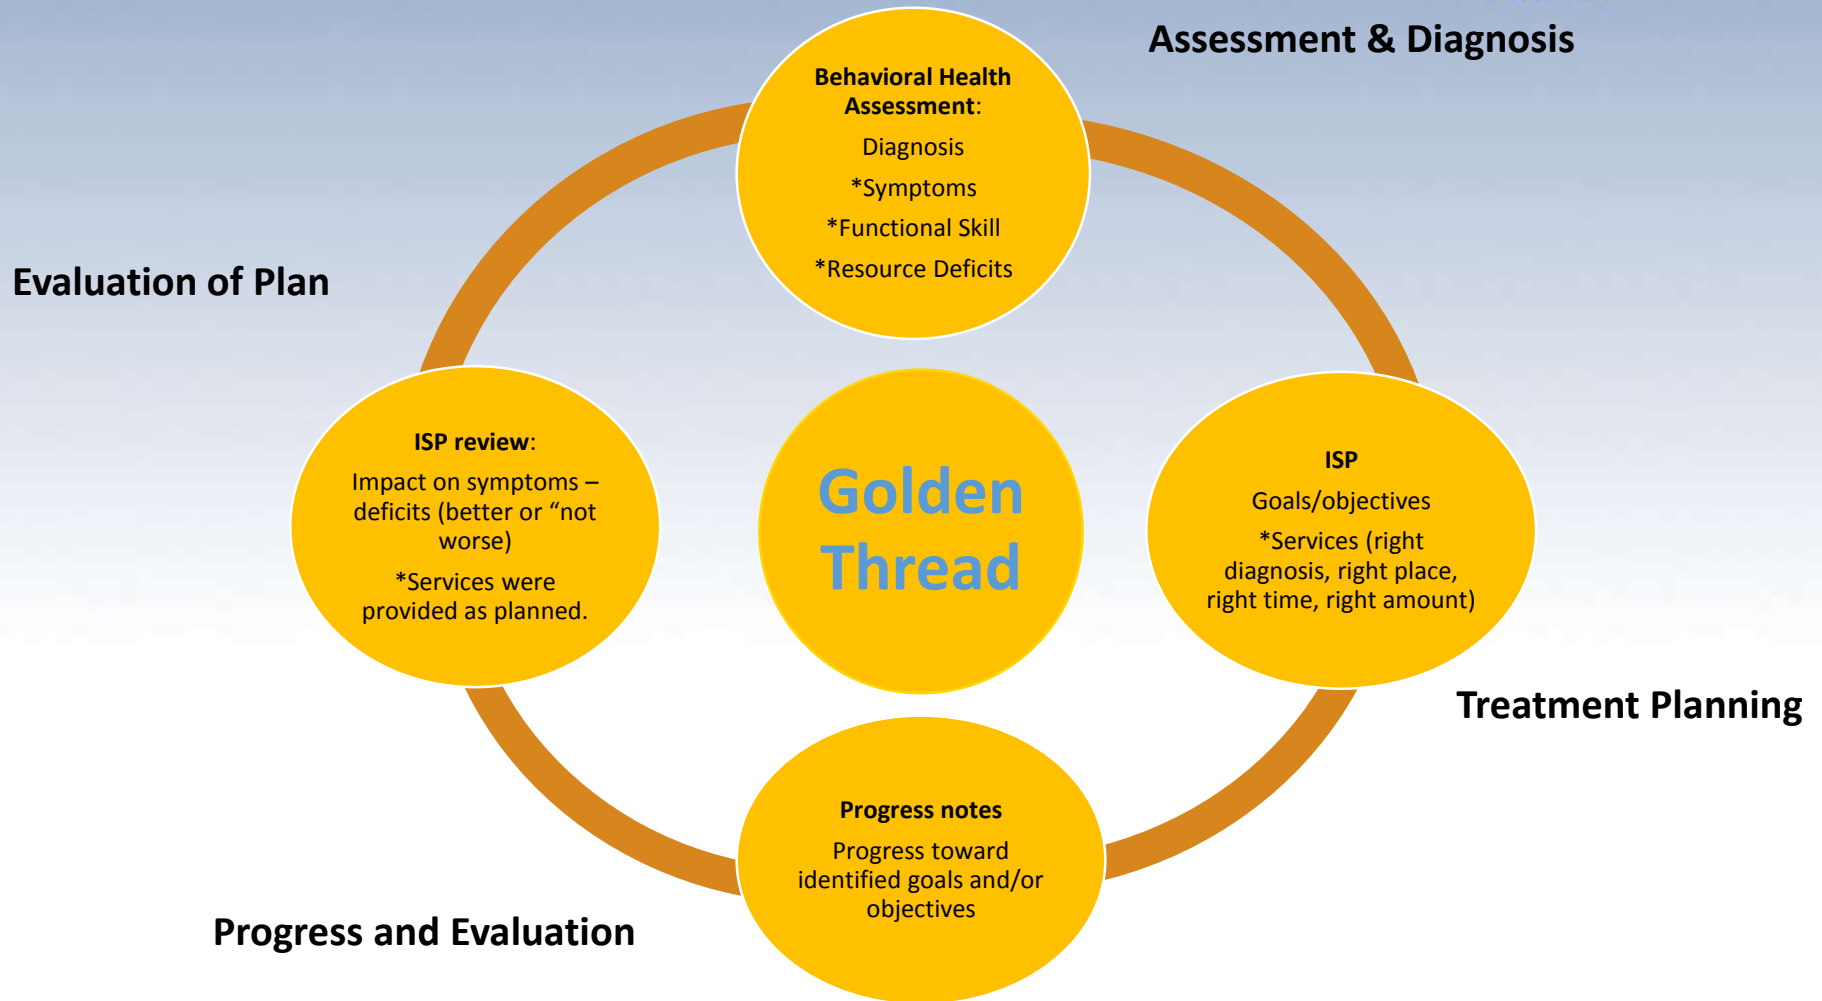 Assessment & Diagnosis
Behavioral Health
Assessment:
Diagnosis
*Symptoms
*Functional Skill
*Resource Deficits
Evaluation of Plan
ISP review:
Impact on symptoms –
deficits (better or “not
worse)
*Services were
provided as planned.
Golden
Thread
ISP
Goals/objectives
*Services (right
diagnosis, right place,
right time, right amount)
Treatment Planning
Progress notes
Progress toward
identified goals and/or
objectives
Progress and Evaluation